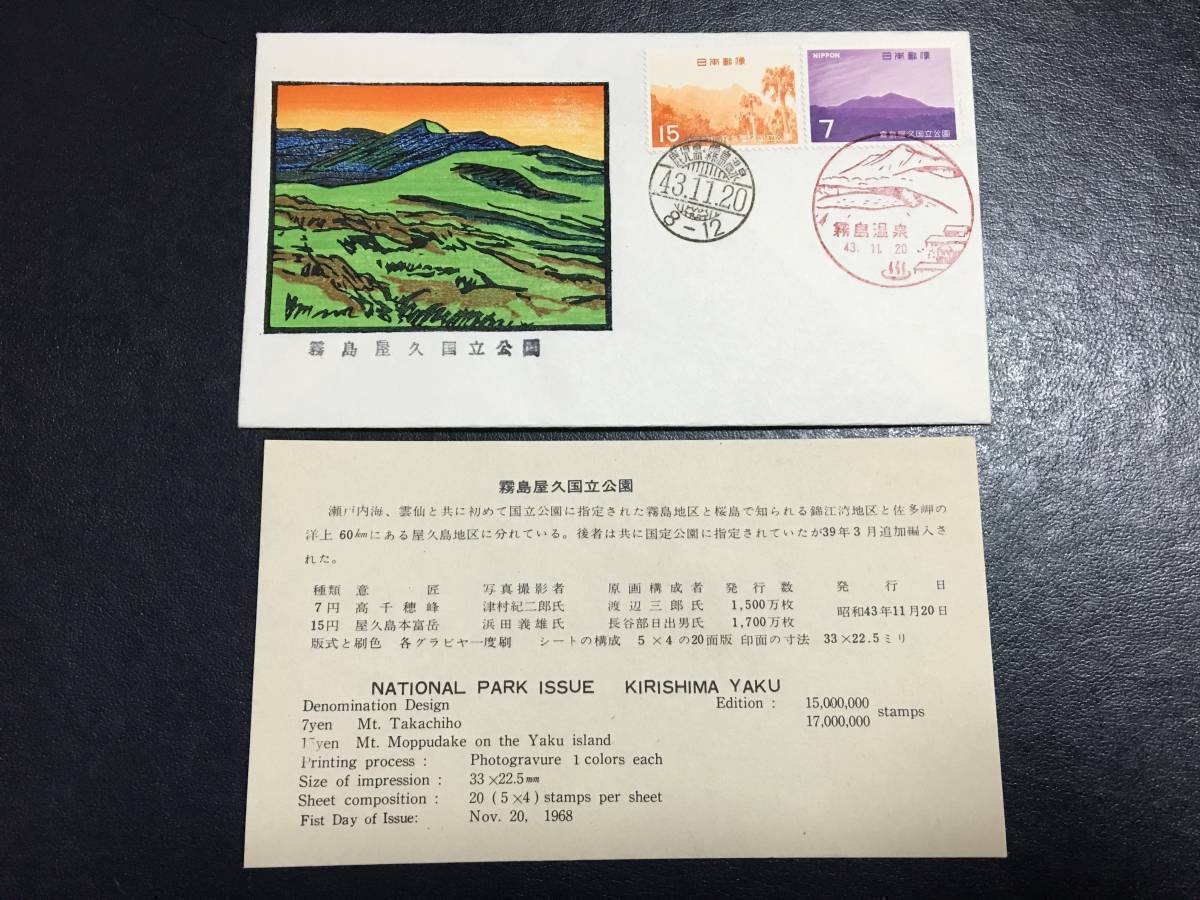 日本郵便
15
霧島屋久国立公園
NIPPON
日本郵便
7
霧島屋久国立公園
43.11.20
8-12
霧島温泉
43. 11. 20
霧島屋久国立公園
霧島屋久国立公園
瀬戸内海、雲仙と共に初めて国立公園に指定された霧島地区と桜島で知られる錦江湾地区と佐多岬の
洋上 60kmにある屋久島地区に分れている。後者は共に国定公園に指定されていたが39年3月追加編入さ
れた。
種類 意匠 写真撮影者 原画構成者 発行数 発行日
7円 高千穂峰 津村紀二郎氏 渡辺三郎氏 1,500万枚 昭和43年11月20日
15円 屋久島本富岳 浜田義雄氏 長谷部日出男氏 1,700万枚
版式と刷色 各グラビヤ一度刷 シートの構成 5×4の20面版 印面の寸法 33×22.5ミリ
NATIONAL PARK ISSUE KIRISHIMA YAKU
Denomination Design Edition : 15,000,000 stamps
7yen Mt. Takachiho 17,000,000
15yen Mt. Moppudake on the Yaku island
Printing process : Photogravure 1 colors each
Size of impression : 33×22.5mm
Sheet composition : 20 (5×4) stamps per sheet
Fist Day of Issue: Nov. 20, 1968